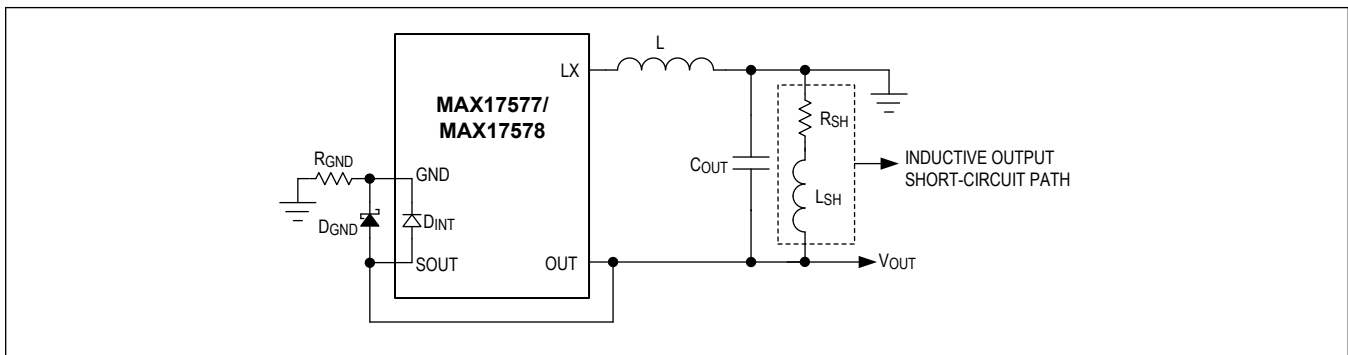 L
LX
MAX17577/
MAX17578
RSH
COUT
INDUCTIVE OUTPUT
SHORT-CIRCUIT PATH
LSH
RGND
GND
DGND
DINT
SOUT
OUT
VOUT